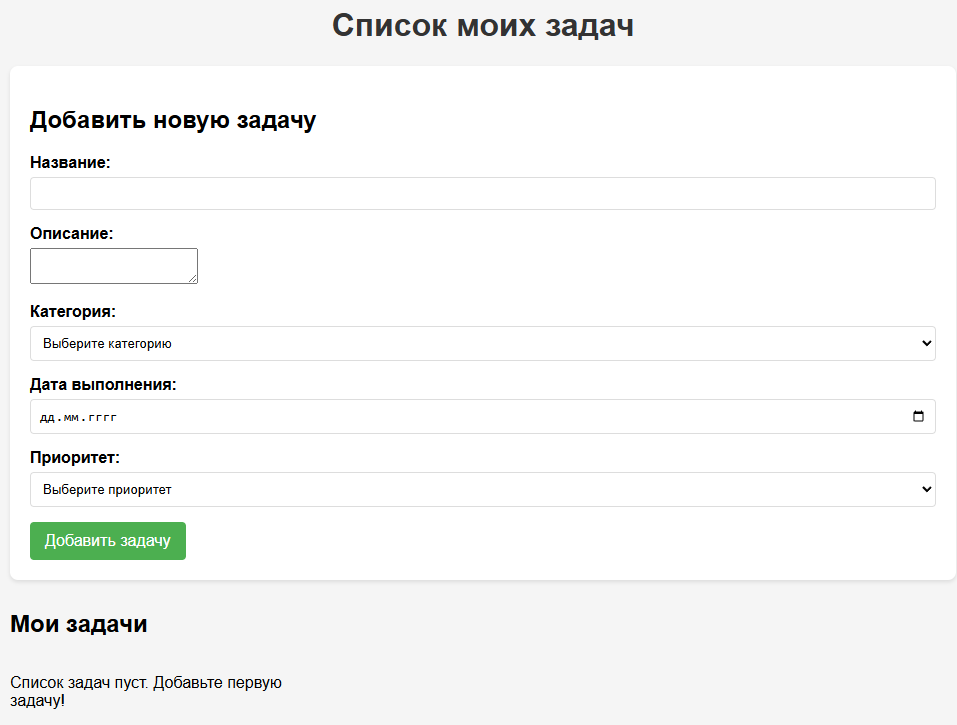 Список моих задач
Добавить новую задачу
Название:
Описание:
Категория:
Выберите категорию
Дата выполнения:
дд.мм.гггг
Приоритет:
Выберите приоритет
Добавить задачу
Мои задачи
Список задач пуст. Добавьте первую
задачу!